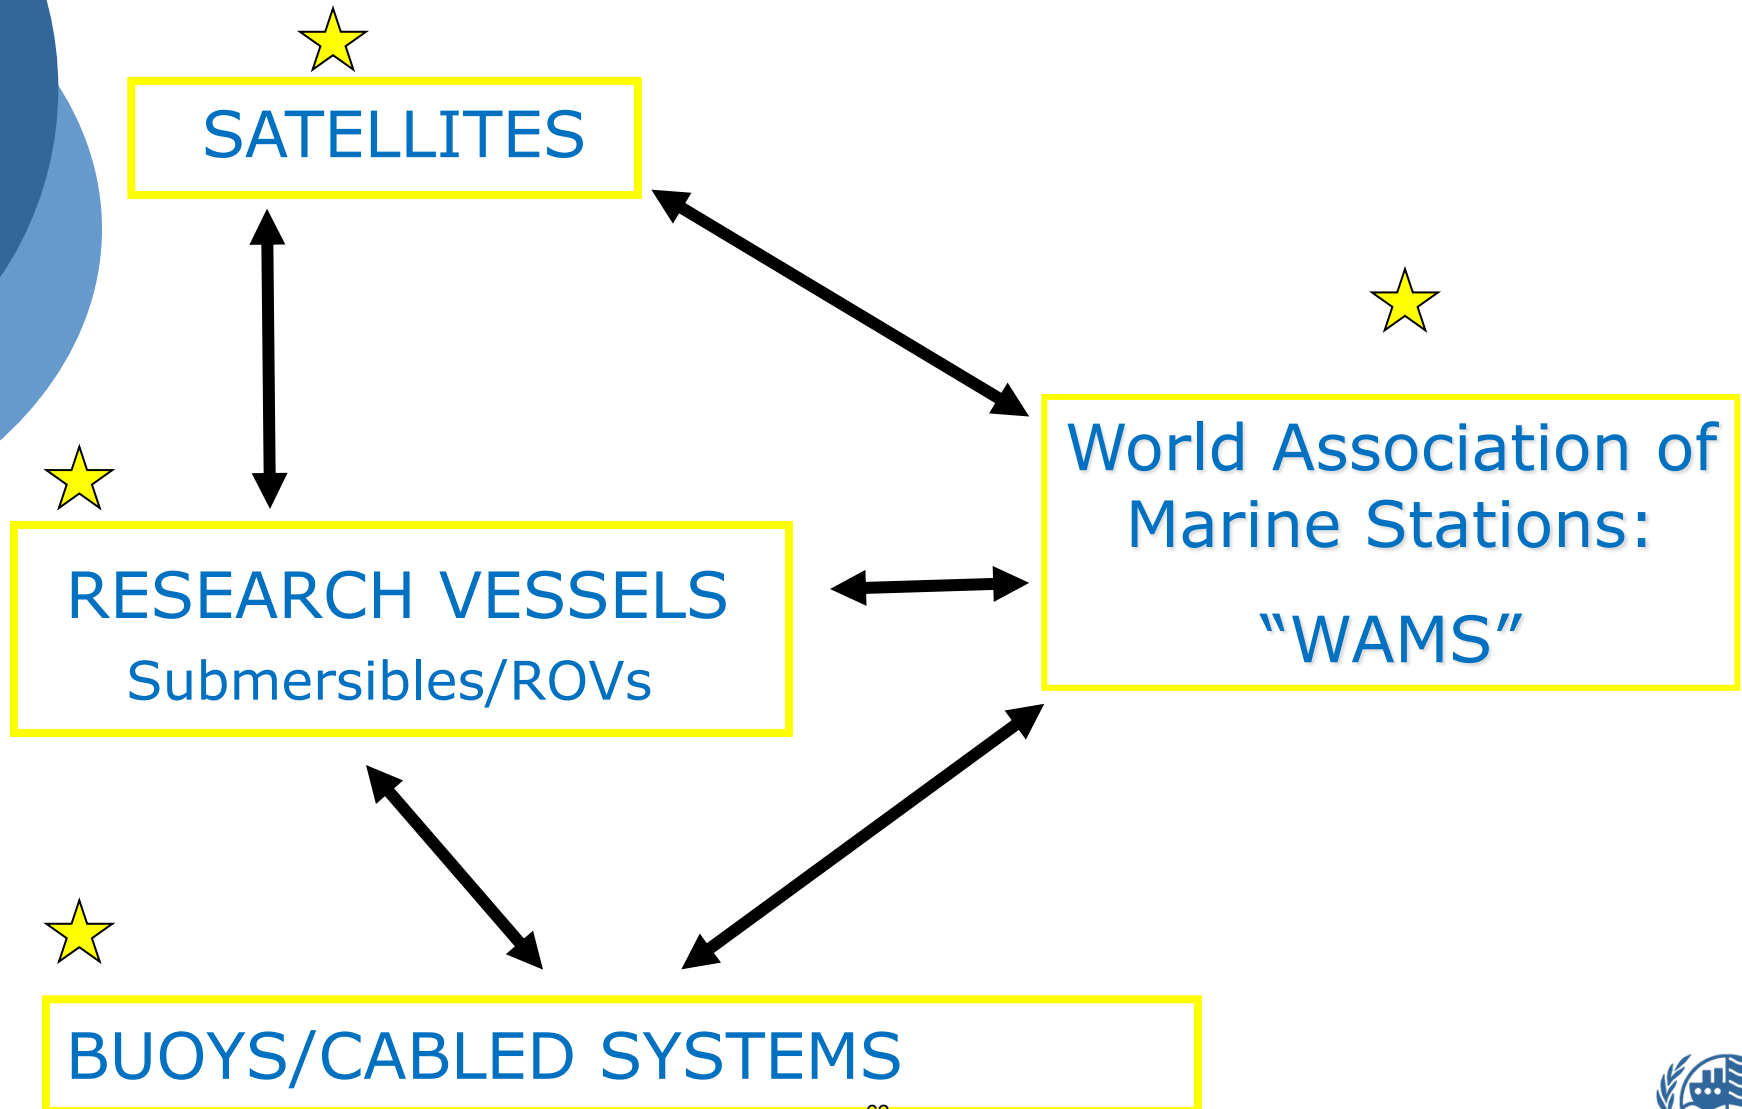 SATELLITES
World Association of
Marine Stations:
“WAMS”
RESEARCH VESSELS
Submersibles/ROVs
BUOYS/CABLED SYSTEMS